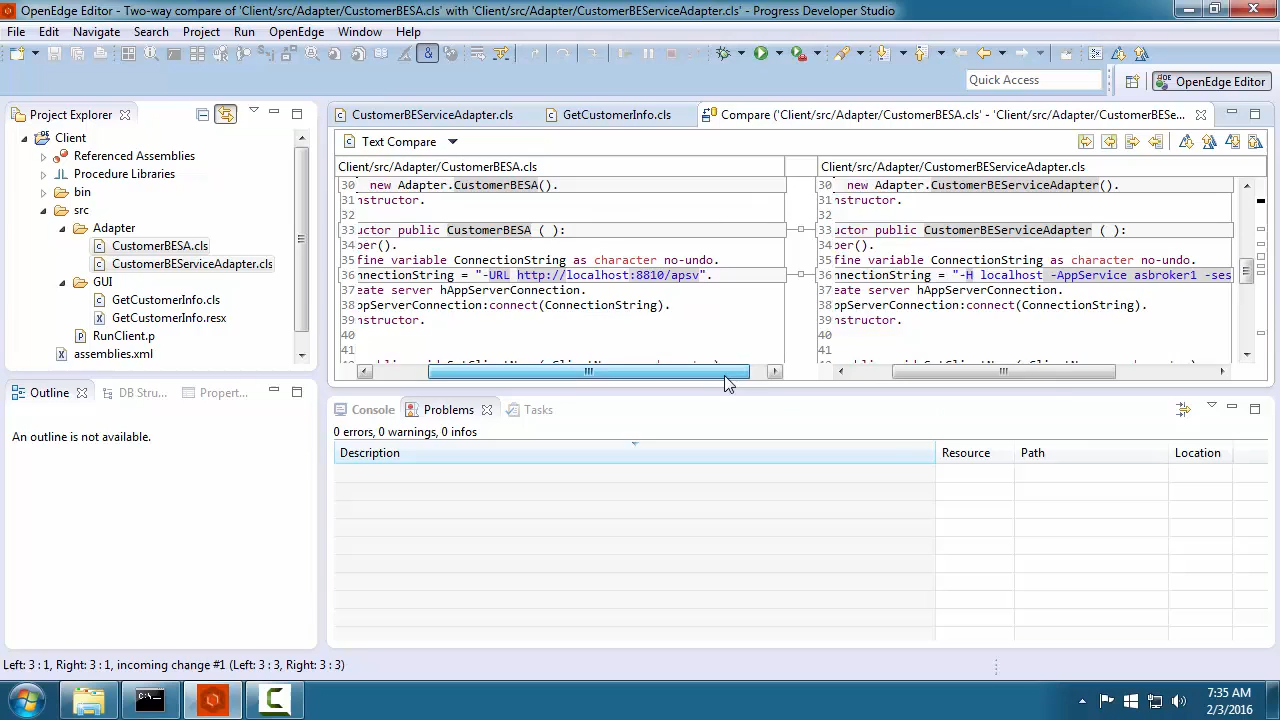 OpenEdge Editor - Two-way compare of 'Client/src/Adapter/CustomerBESA.cls' with 'Client/src/Adapter/CustomerBEServiceAdapter.cls' - Progress Developer Studio
File Edit Navigate Search Project Run OpenEdge Window Help
Quick Access
OpenEdge Editor
Project Explorer
Client
Referenced Assemblies
Procedure Libraries
bin
src
Adapter
CustomerBESA.cls
CustomerBEServiceAdapter.cls
GUI
GetCustomerInfo.cls
GetCustomerInfo.resx
RunClient.p
assemblies.xml
Outline DB Stru... Propert...
An outline is not available.
CustomerBEServiceAdapter.cls GetCustomerInfo.cls Compare ('Client/src/Adapter/CustomerBESA.cls' - 'Client/src/Adapter/CustomerBESe...
Text Compare
Client/src/Adapter/CustomerBESA.cls
30 new Adapter.CustomerBESA().
31 nstructor.
32
33 uctor public CustomerBESA ( ):
34 per().
35 fine variable ConnectionString as character no-undo.
36 nnectionString = "-URL http://localhost:8810/apsv".
37 eate server hAppServerConnection.
38 ppServerConnection:connect(ConnectionString).
39 nstructor.
40
41
Client/src/Adapter/CustomerBEServiceAdapter.cls
30 new Adapter.CustomerBEServiceAdapter().
31 nstructor.
32
33 uctor public CustomerBEServiceAdapter ( ):
34 per().
35 fine variable ConnectionString as character no-undo.
36 nnectionString = "-H localhost -AppService asbroker1 -ses
37 eate server hAppServerConnection.
38 ppServerConnection:connect(ConnectionString).
39 nstructor.
40
41
Console Problems Tasks
0 errors, 0 warnings, 0 infos
Description Resource Path Location
Left: 3 : 1, Right: 3 : 1, incoming change #1 (Left: 3 : 3, Right: 3 : 3)
7:35 AM
2/3/2016